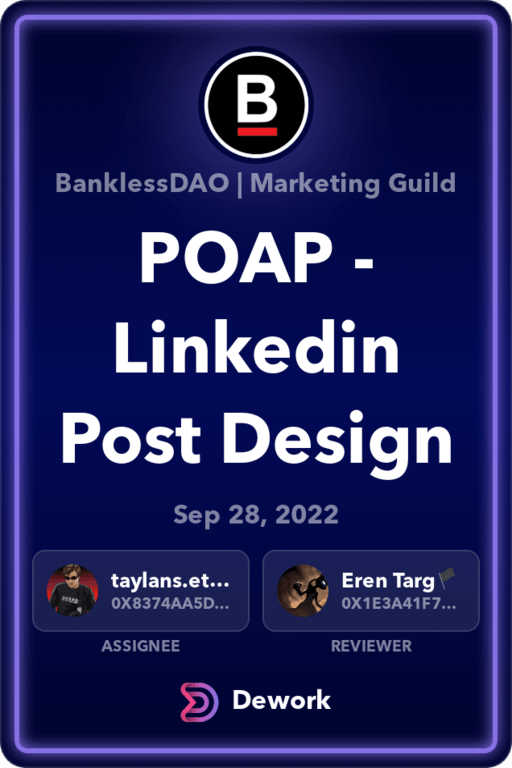 B
BanklessDAO | Marketing Guild
POAP -
Linkedin
Post Design
Sep 28, 2022
taylans.et...
0X8374AA5D...
ASSIGNEE
Eren Targ🏴
0X1E3A41F7...
REVIEWER
Dework